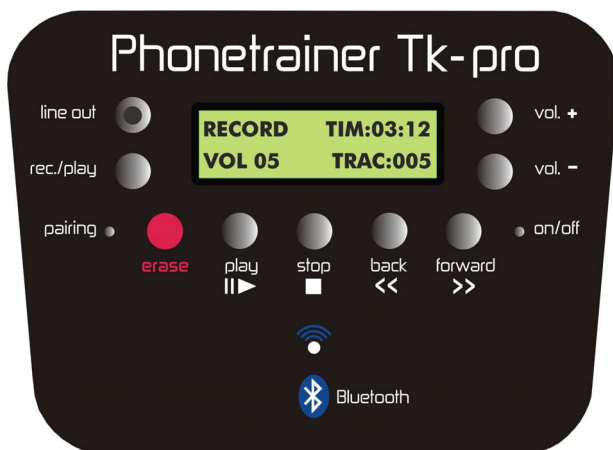 Phonetrainer Tk-pro
line out
RECORD TIM:03:12
vol. +
rec./play
VOL 05 TRAC:005
vol. -
pairing
on/off
erase
play
stop
back
forward
<<
>>
Bluetooth